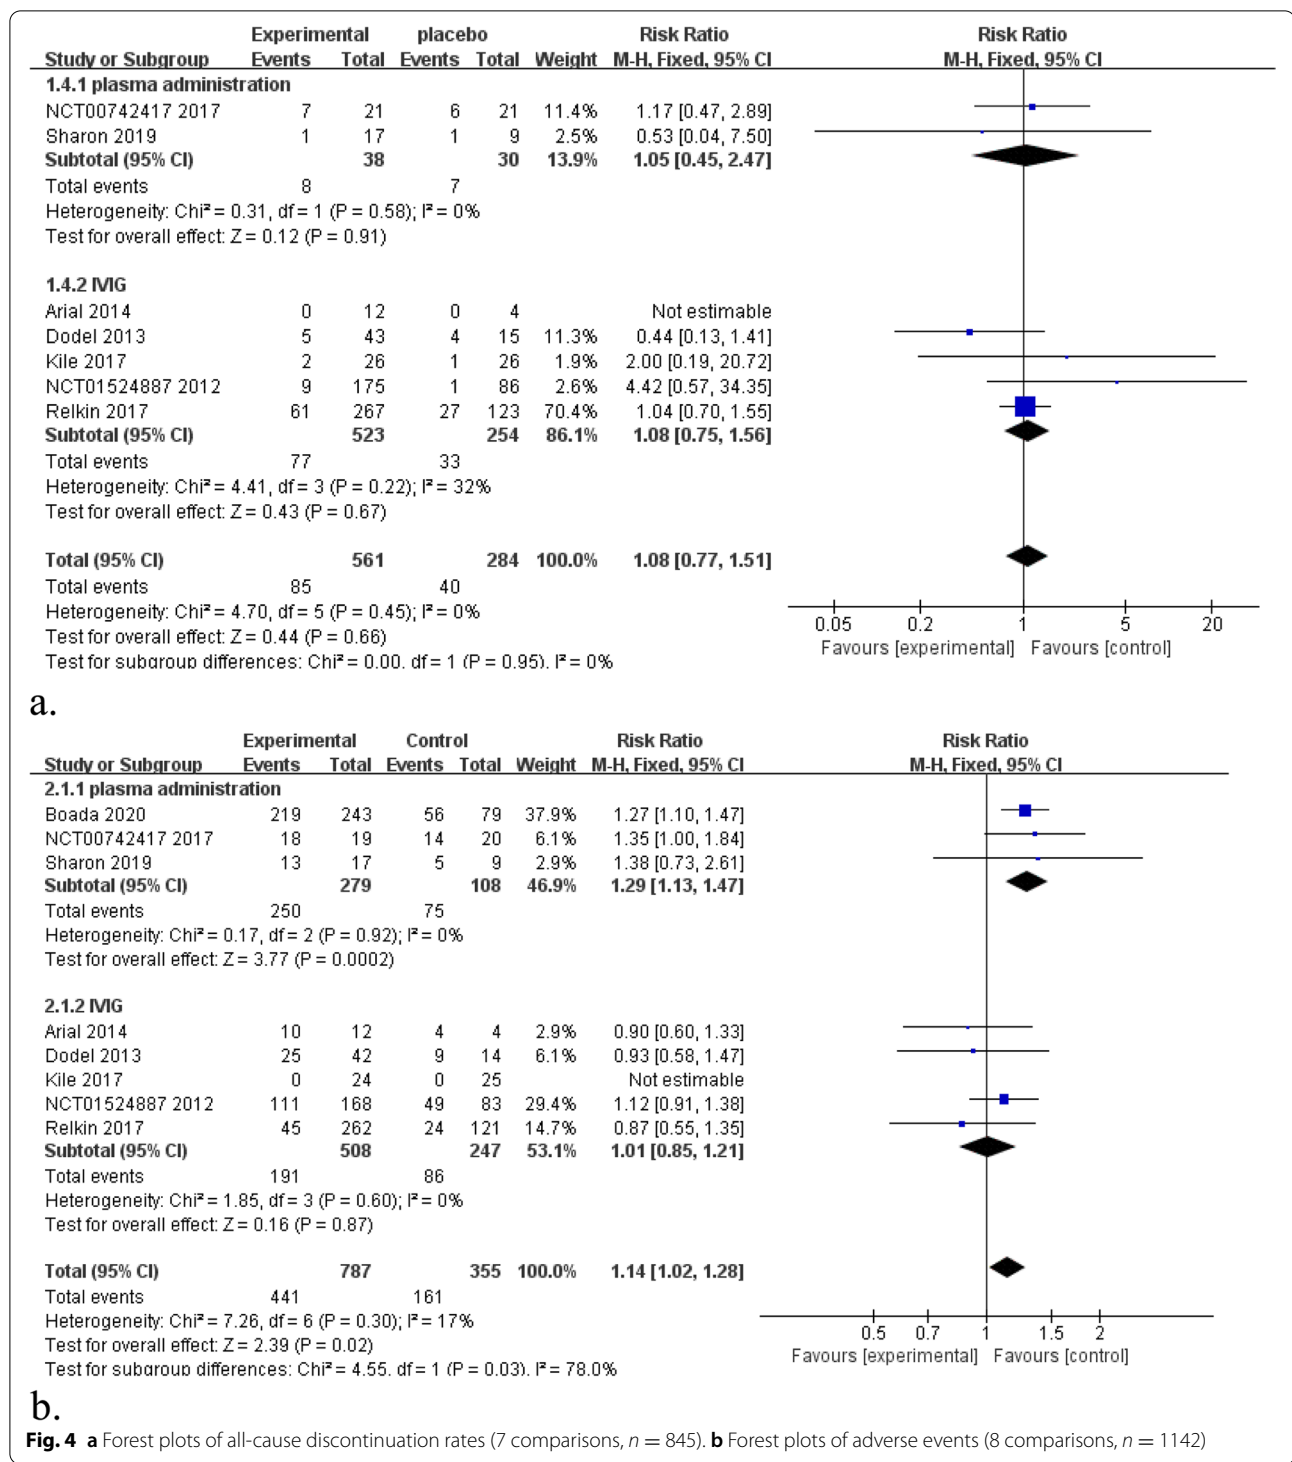 Experimental placebo Risk Ratio Risk Ratio
Study or Subgroup Events Total Events Total Weight M-H, Fixed, 95% CI M-H, Fixed, 95% CI
1.4.1 plasma administration
NCT00742417 2017 7 21 6 21 11.4% 1.17 [0.47, 2.89]
Sharon 2019 1 17 1 9 2.5% 0.53 [0.04, 7.50]
Subtotal (95% CI) 38 30 13.9% 1.05 [0.45, 2.47]
Total events 8 7
Heterogeneity: Chi² = 0.31, df = 1 (P = 0.58); I² = 0%
Test for overall effect: Z = 0.12 (P = 0.91)
1.4.2 IVIG
Arial 2014 0 12 0 4 Not estimable
Dodel 2013 5 43 4 15 11.3% 0.44 [0.13, 1.41]
Kile 2017 2 26 1 26 1.9% 2.00 [0.19, 20.72]
NCT01524887 2012 9 175 1 86 2.6% 4.42 [0.57, 34.35]
Relkin 2017 61 267 27 123 70.4% 1.04 [0.70, 1.55]
Subtotal (95% CI) 523 254 86.1% 1.08 [0.75, 1.56]
Total events 77 33
Heterogeneity: Chi² = 4.41, df = 3 (P = 0.22); I² = 32%
Test for overall effect: Z = 0.43 (P = 0.67)
Total (95% CI) 561 284 100.0% 1.08 [0.77, 1.51]
Total events 85 40
Heterogeneity: Chi² = 4.70, df = 5 (P = 0.45); I² = 0%
Test for overall effect: Z = 0.44 (P = 0.66)
Test for subgroup differences: Chi² = 0.00, df = 1 (P = 0.95), I² = 0%
0.05 0.2 1 5 20
Favours [experimental] Favours [control]
a.
Experimental Control Risk Ratio Risk Ratio
Study or Subgroup Events Total Events Total Weight M-H, Fixed, 95% CI M-H, Fixed, 95% CI
2.1.1 plasma administration
Boada 2020 219 243 56 79 37.9% 1.27 [1.10, 1.47]
NCT00742417 2017 18 19 14 20 6.1% 1.35 [1.00, 1.84]
Sharon 2019 13 17 5 9 2.9% 1.38 [0.73, 2.61]
Subtotal (95% CI) 279 108 46.9% 1.29 [1.13, 1.47]
Total events 250 75
Heterogeneity: Chi² = 0.17, df = 2 (P = 0.92); I² = 0%
Test for overall effect: Z = 3.77 (P = 0.0002)
2.1.2 IVIG
Arial 2014 10 12 4 4 2.9% 0.90 [0.60, 1.33]
Dodel 2013 25 42 9 14 6.1% 0.93 [0.58, 1.47]
Kile 2017 0 24 0 25 Not estimable
NCT01524887 2012 111 168 49 83 29.4% 1.12 [0.91, 1.38]
Relkin 2017 45 262 24 121 14.7% 0.87 [0.55, 1.35]
Subtotal (95% CI) 508 247 53.1% 1.01 [0.85, 1.21]
Total events 191 86
Heterogeneity: Chi² = 1.85, df = 3 (P = 0.60); I² = 0%
Test for overall effect: Z = 0.16 (P = 0.87)
Total (95% CI) 787 355 100.0% 1.14 [1.02, 1.28]
Total events 441 161
Heterogeneity: Chi² = 7.26, df = 6 (P = 0.30); I² = 17%
Test for overall effect: Z = 2.39 (P = 0.02)
Test for subgroup differences: Chi² = 4.55, df = 1 (P = 0.03), I² = 78.0%
0.5 0.7 1 1.5 2
Favours [experimental] Favours [control]
b.
Fig. 4 a Forest plots of all-cause discontinuation rates (7 comparisons, n = 845). b Forest plots of adverse events (8 comparisons, n = 1142)